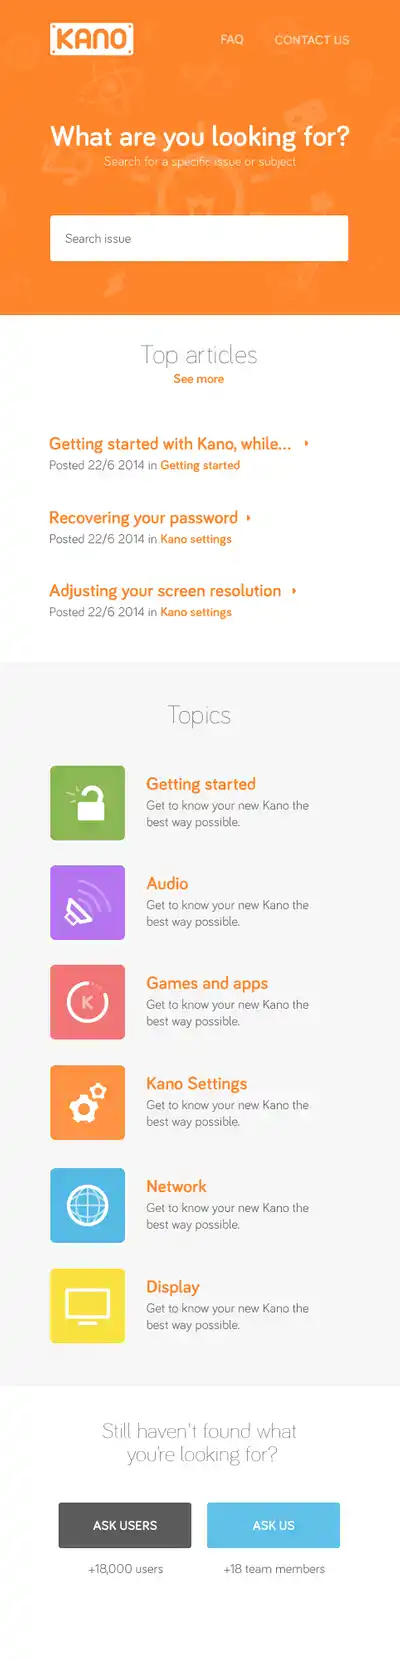 KANO
FAQ
CONTACT US
What are you looking for?
Search for a specific issue or subject
Search issue
Top articles
See more
Getting started with Kano, while...
Posted 22/6 2014 in Getting started
Recovering your password
Posted 22/6 2014 in Kano settings
Adjusting your screen resolution
Posted 22/6 2014 in Kano settings
Topics
Getting started
Get to know your new Kano the
best way possible.
Audio
Get to know your new Kano the
best way possible.
K
Games and apps
Get to know your new Kano the
best way possible.
Kano Settings
Get to know your new Kano the
best way possible.
Network
Get to know your new Kano the
best way possible.
Display
Get to know your new Kano the
best way possible.
Still haven't found what
you're looking for?
ASK USERS
ASK US
+18,000 users
+18 team members